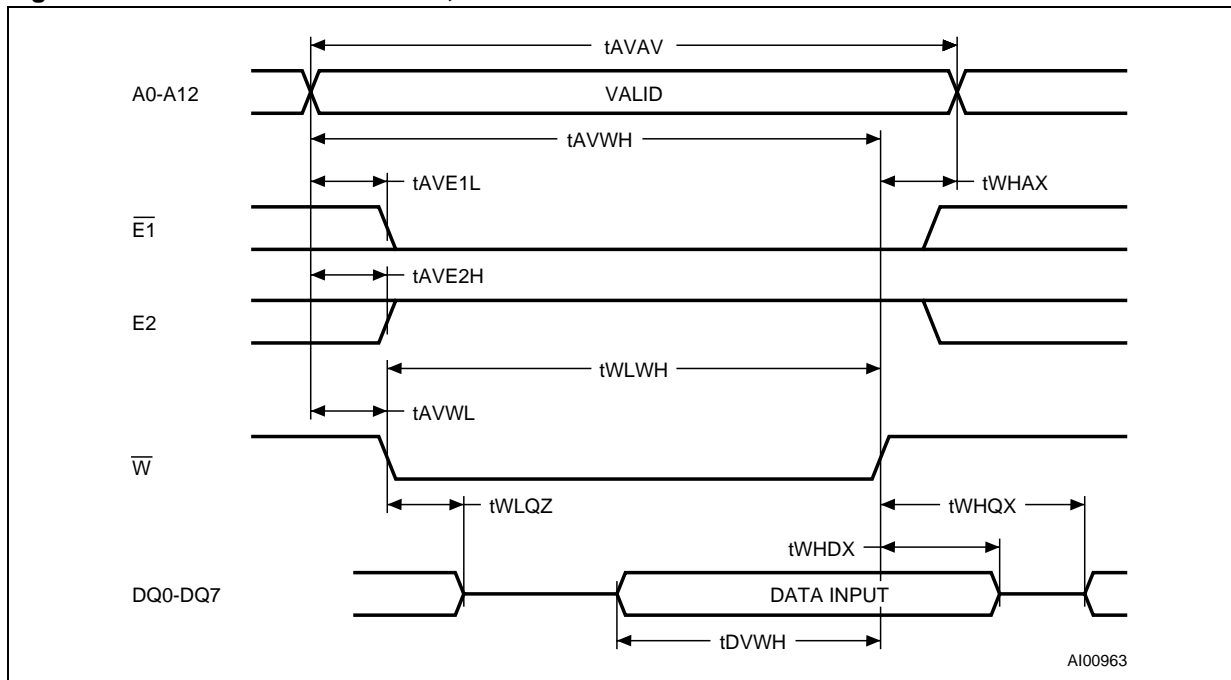 tAVAV
A0-A12
VALID
tAVWH
tAVE1L
tWHAX
E1
tAVE2H
E2
tWLWH
tAVWL
W
tWLQZ
tWHQX
tWHDX
DQ0-DQ7
DATA INPUT
tDVWH
AI00963